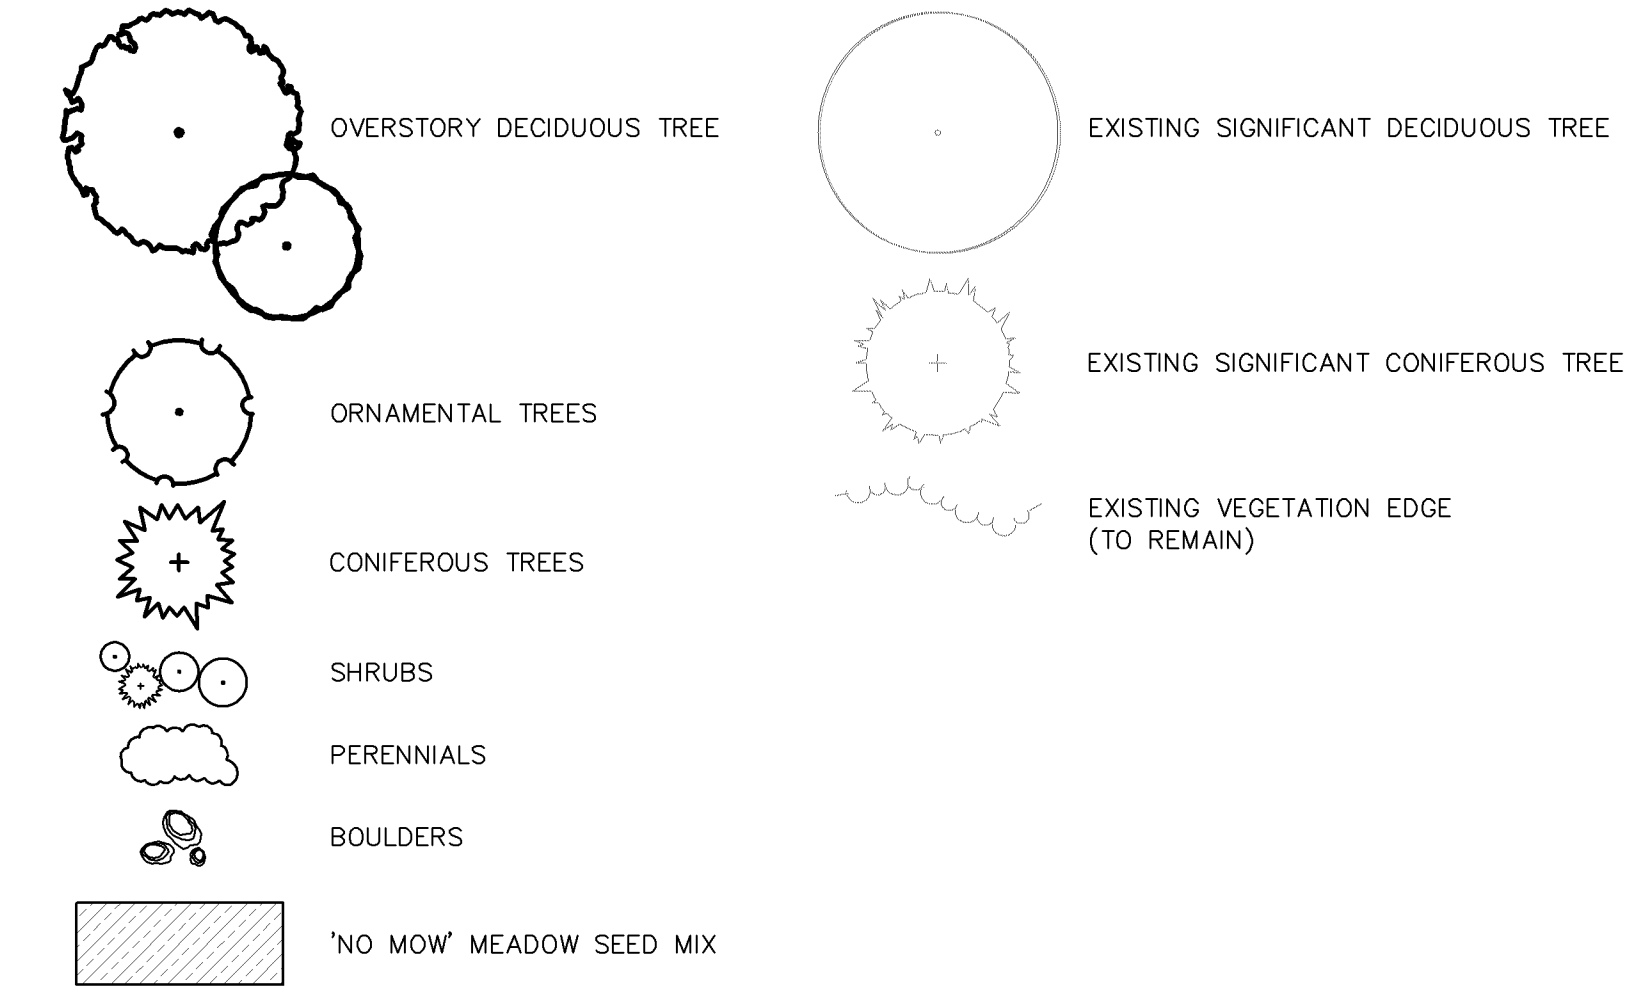 OVERSTORY DECIDUOUS TREE
ORNAMENTAL TREES
CONIFEROUS TREES
SHRUBS
PERENNIALS
BOULDERS
'NO MOW' MEADOW SEED MIX
EXISTING SIGNIFICANT DECIDUOUS TREE
EXISTING SIGNIFICANT CONIFEROUS TREE
EXISTING VEGETATION EDGE
(TO REMAIN)